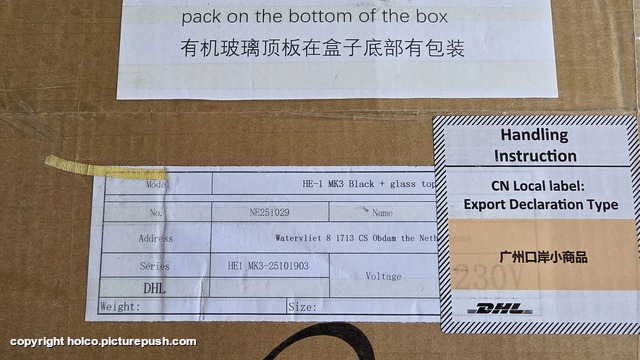 pack on the bottom of the box
有机玻璃顶板在盒子底部有包装
Model HE-1 MK3 Black + glass top
No. NE251029 Name
Address Watervliet 8 1713 CS Obdam the Neth
Series HE1 MK3-25101903 Voltage 230V
DHL
Weight: Size:
Handling
Instruction
CN Local label:
Export Declaration Type
广州口岸小商品
DHL
copyright holco.picturepush.com